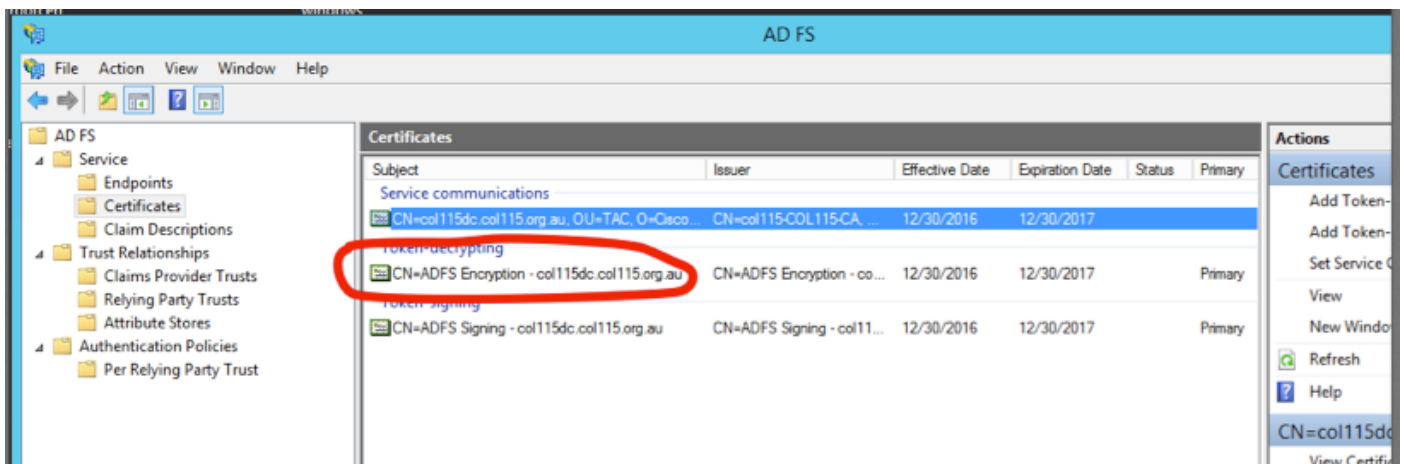 AD FS
File Action View Window Help
AD FS
Service
Endpoints
Certificates
Claim Descriptions
Trust Relationships
Claims Provider Trusts
Relying Party Trusts
Attribute Stores
Authentication Policies
Per Relying Party Trust
Certificates
Subject Issuer Effective Date Expiration Date Status Primary
Service communications
CN=col115dc.col115.org.au, OU=TAC, O=Cisco... CN=col115-COL115-CA, ... 12/30/2016 12/30/2017
Token-decrypting
CN=ADFS Encryption - col115dc.col115.org.au CN=ADFS Encryption - co... 12/30/2016 12/30/2017 Primary
Token-signing
CN=ADFS Signing - col115dc.col115.org.au CN=ADFS Signing - col11... 12/30/2016 12/30/2017 Primary
Actions
Certificates
Add Token-
Add Token-
Set Service
View
New Windo
Refresh
Help
CN=col115dc
View Certifi